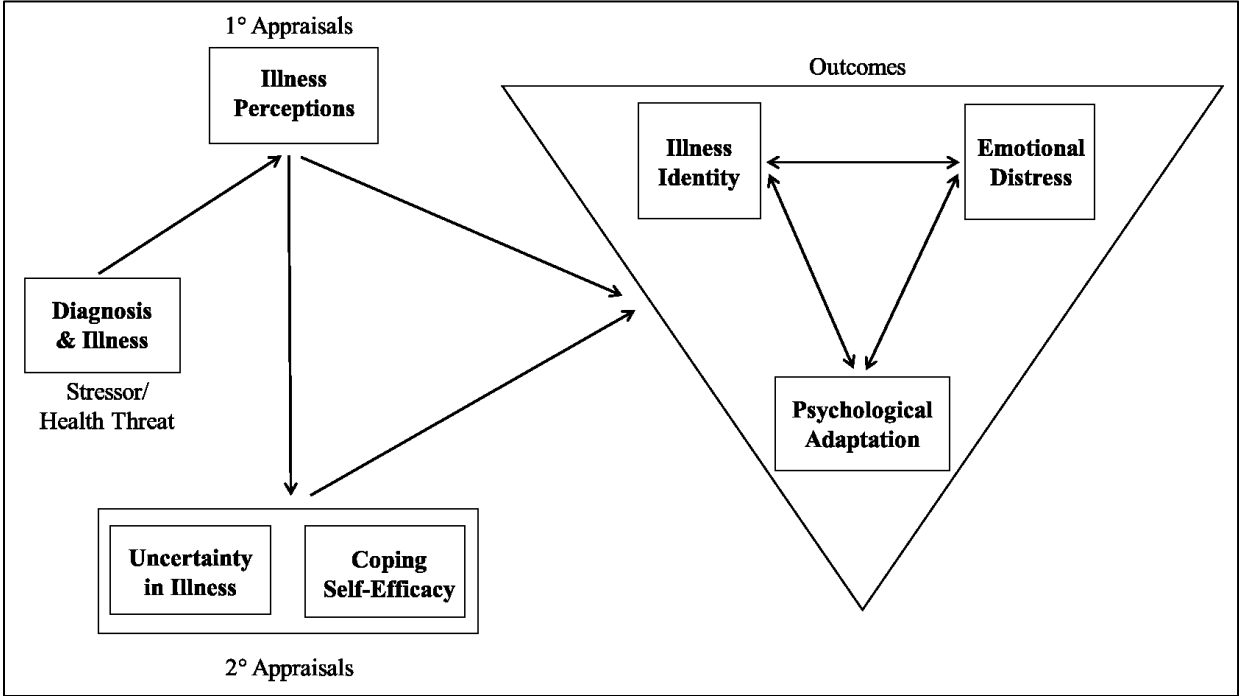 1° Appraisals
Illness
Perceptions
Diagnosis
& Illness
Stressor/
Health Threat
Uncertainty
in Illness
Coping
Self-Efficacy
2° Appraisals
Outcomes
Illness
Identity
Emotional
Distress
Psychological
Adaptation